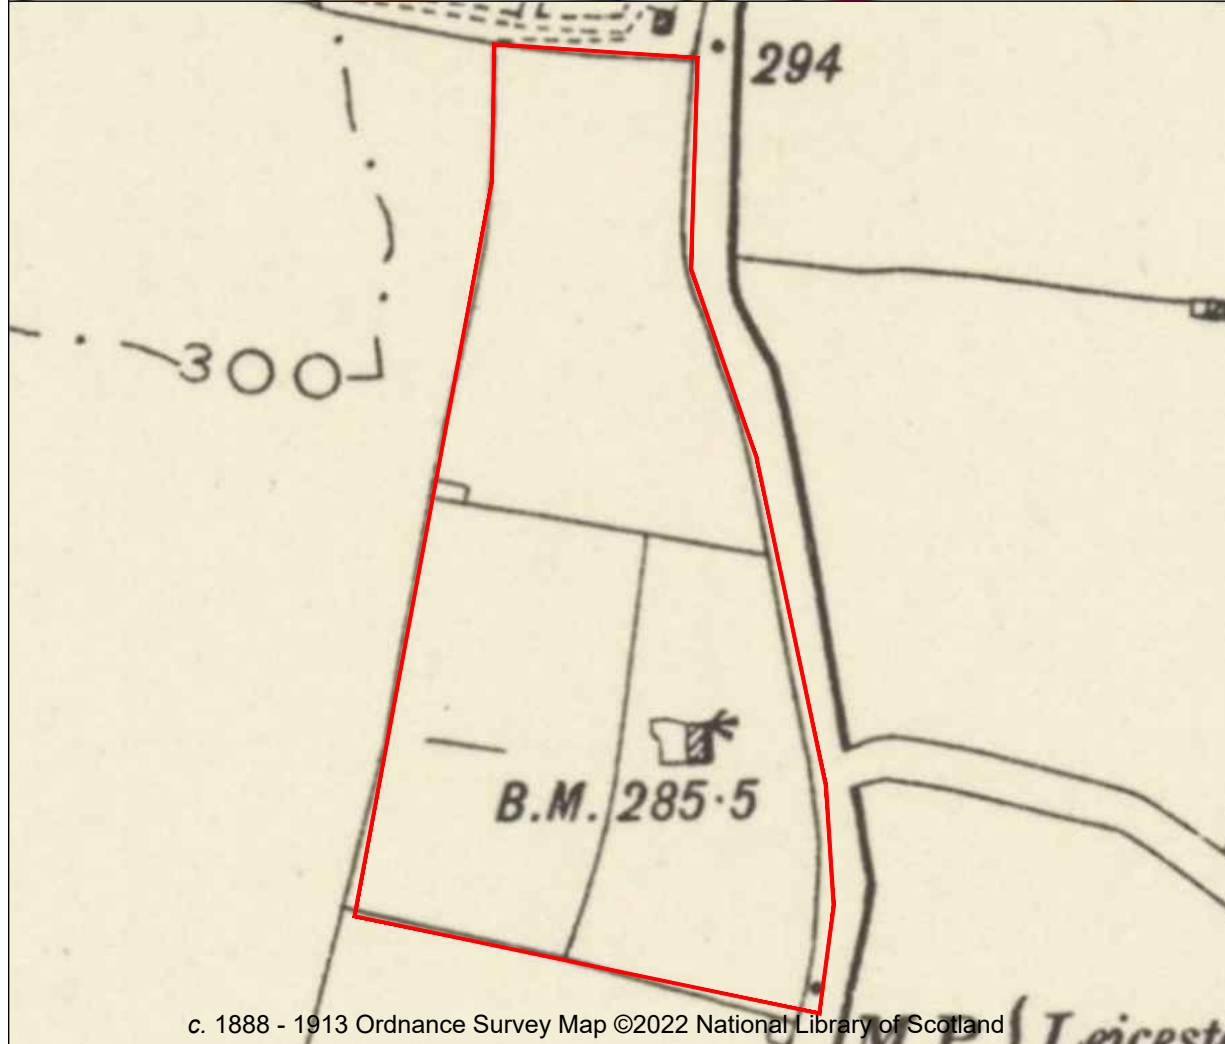 294
300
B.M. 285·5
M.P.
c. 1888 - 1913 Ordnance Survey Map ©2022 National Library of Scotland